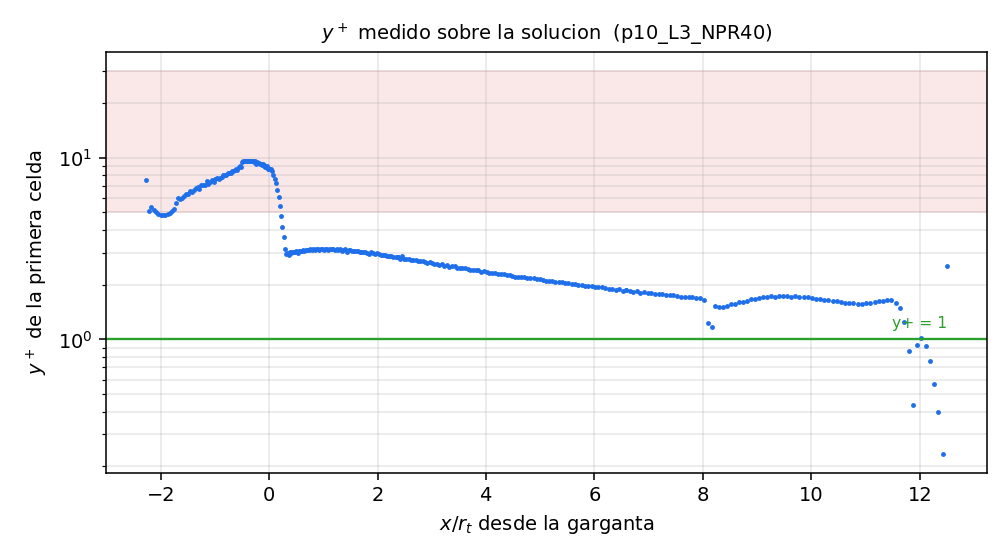 y⁺ medido sobre la solucion (p10_L3_NPR40)
y⁺ de la primera celda
10¹
10⁰
y+ = 1
−2 0 2 4 6 8 10 12
x/rₜ desde la garganta